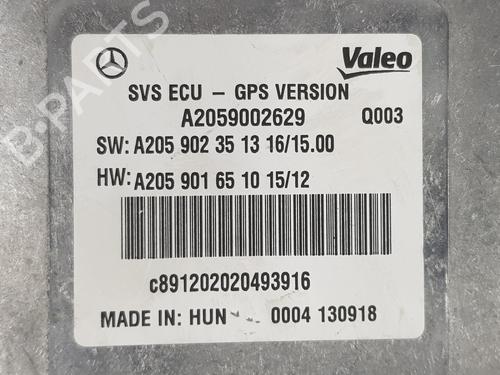 B-PARTS
Valeo
SVS ECU – GPS VERSION
A2059002629 Q003
SW: A205 902 35 13 16/15.00
HW: A205 901 65 10 15/12
c891202020493916
MADE IN: HUN 0004 130918